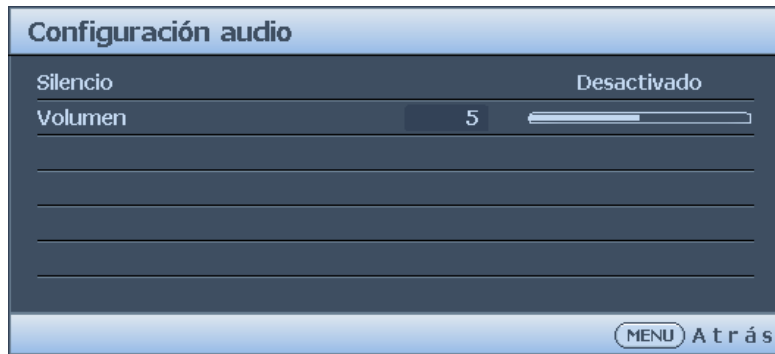 Configuración audio
Silencio Desactivado
Volumen 5
MENU Atrás